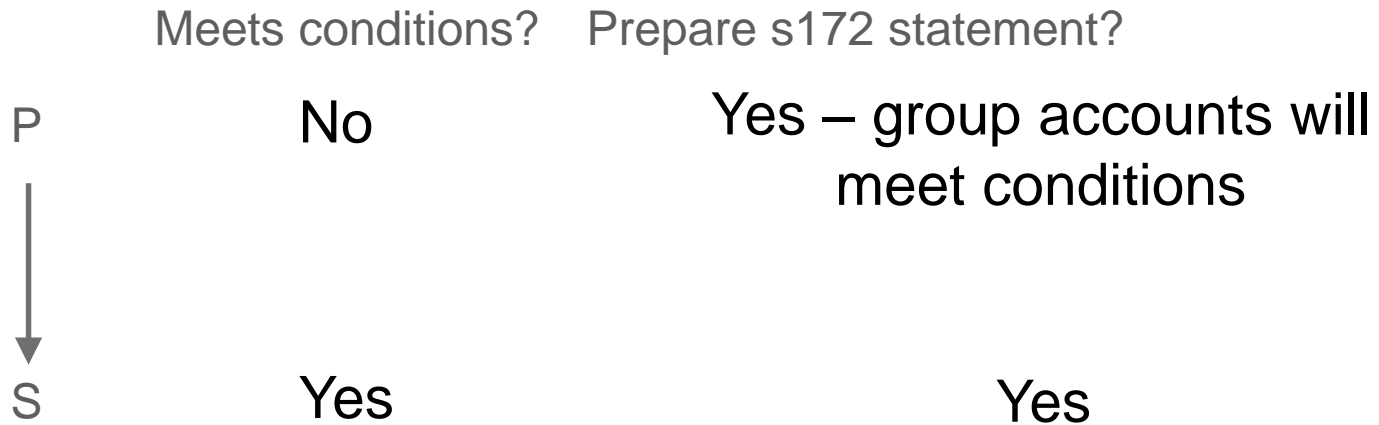 Meets conditions? Prepare s172 statement?
P No Yes – group accounts will
meet conditions
S Yes Yes